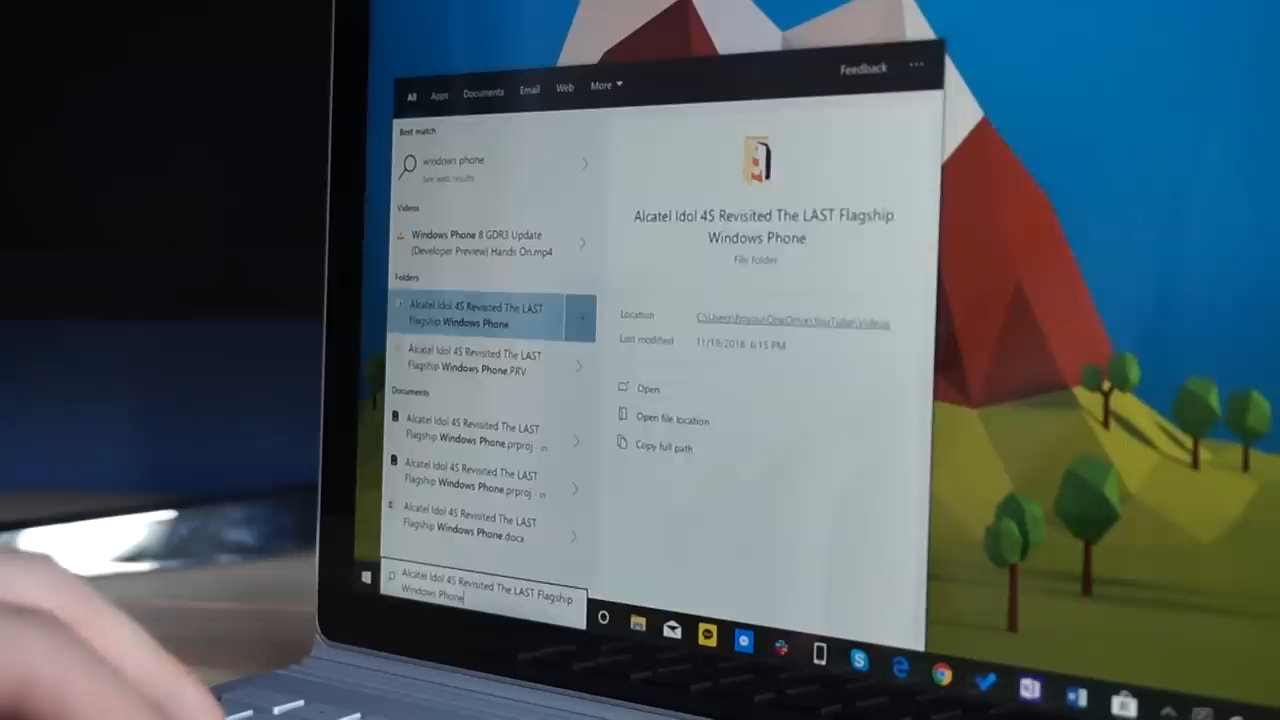 All Apps Documents Email Web More
Feedback ...
Best match
windows phone
See web results
Videos
Windows Phone 8 GDR3 Update
(Developer Preview) Hands On.mp4
Folders
Alcatel Idol 4S Revisited The LAST
Flagship Windows Phone
Alcatel Idol 4S Revisited The LAST
Flagship Windows Phone.PRV
Documents
Alcatel Idol 4S Revisited The LAST
Flagship Windows Phone.prproj - in
Alcatel Idol 4S Revisited The LAST
Flagship Windows Phone.prproj - in
Alcatel Idol 4S Revisited The LAST
Flagship Windows Phone.docx
Alcatel Idol 4S Revisited The LAST Flagship
Windows Phone
Alcatel Idol 4S Revisited The LAST Flagship
Windows Phone
File folder
Location
Last modified 11/18/2018 6:15 PM
Open
Open file location
Copy full path